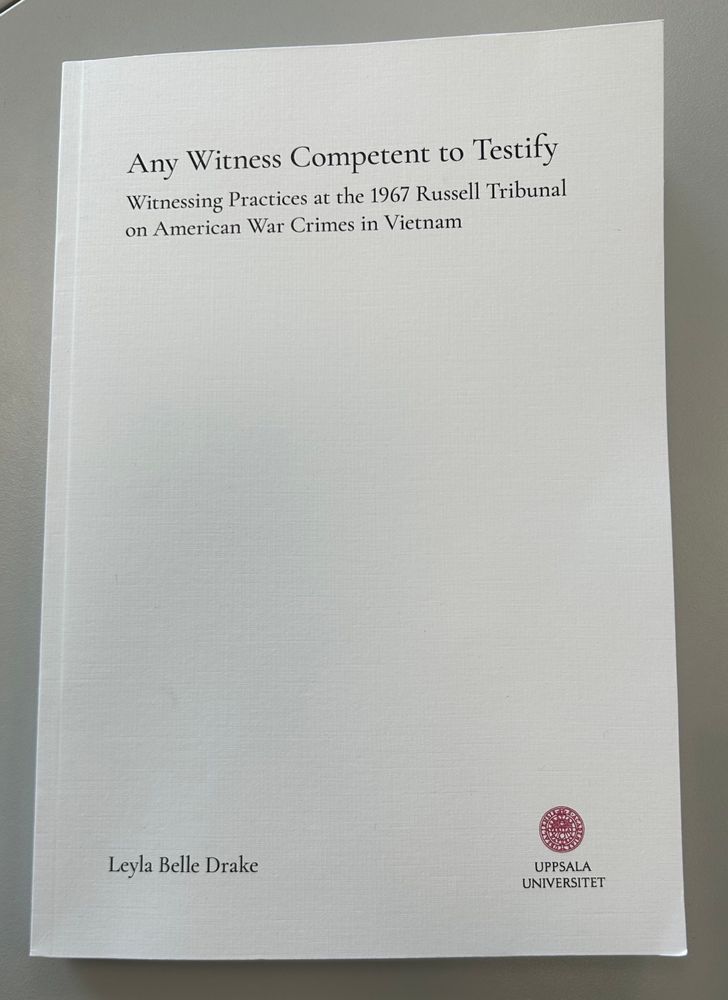 Any Witness Competent to Testify
Witnessing Practices at the 1967 Russell Tribunal
on American War Crimes in Vietnam
Leyla Belle Drake
UPPSALA
UNIVERSITET